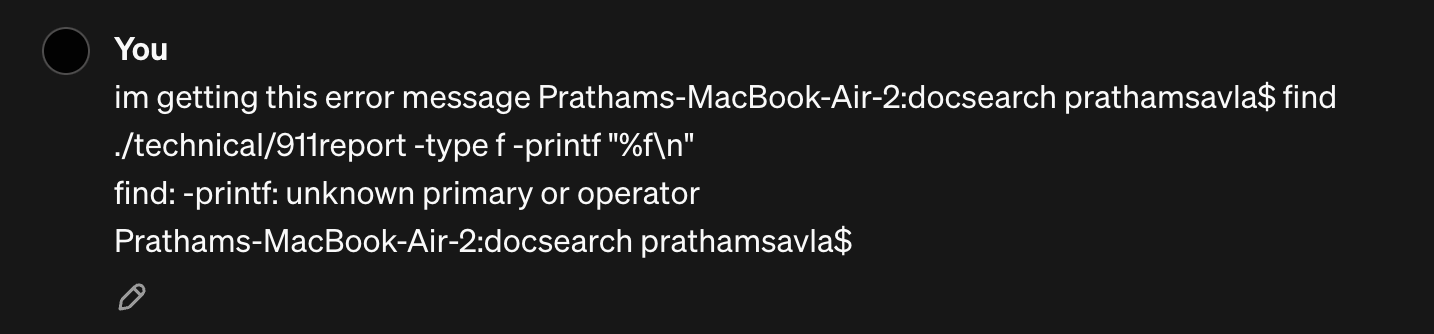 You
im getting this error message Prathams-MacBook-Air-2:docsearch prathamsavla$ find
./technical/911report -type f -printf "%f\n"
find: -printf: unknown primary or operator
Prathams-MacBook-Air-2:docsearch prathamsavla$